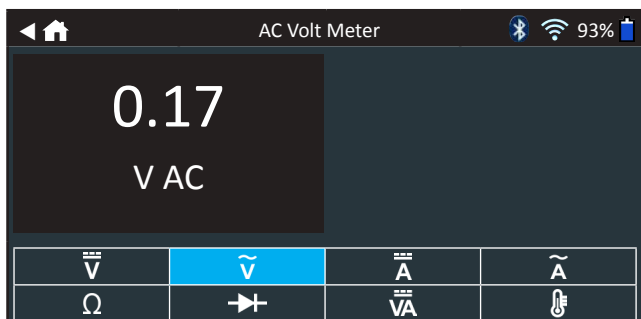 AC Volt Meter 93%
0.17
V AC
V V A A
Ω VA